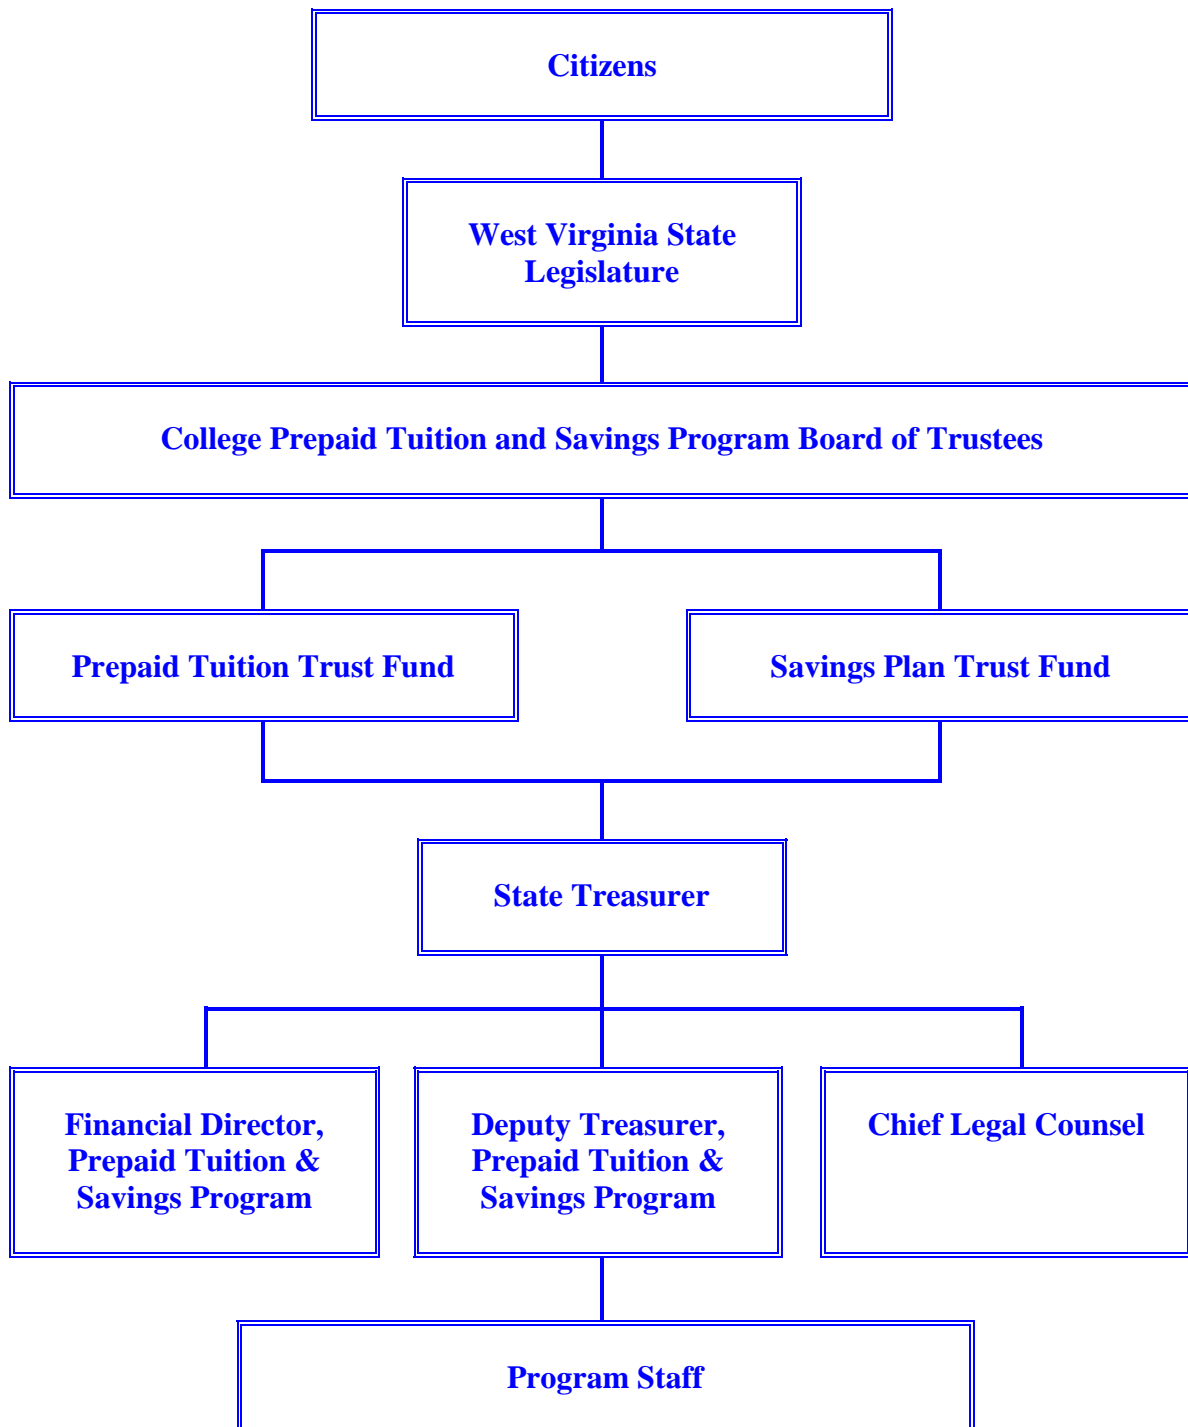 Citizens
West Virginia State
Legislature
College Prepaid Tuition and Savings Program Board of Trustees
Prepaid Tuition Trust Fund
Savings Plan Trust Fund
State Treasurer
Financial Director,
Prepaid Tuition &
Savings Program
Deputy Treasurer,
Prepaid Tuition &
Savings Program
Chief Legal Counsel
Program Staff